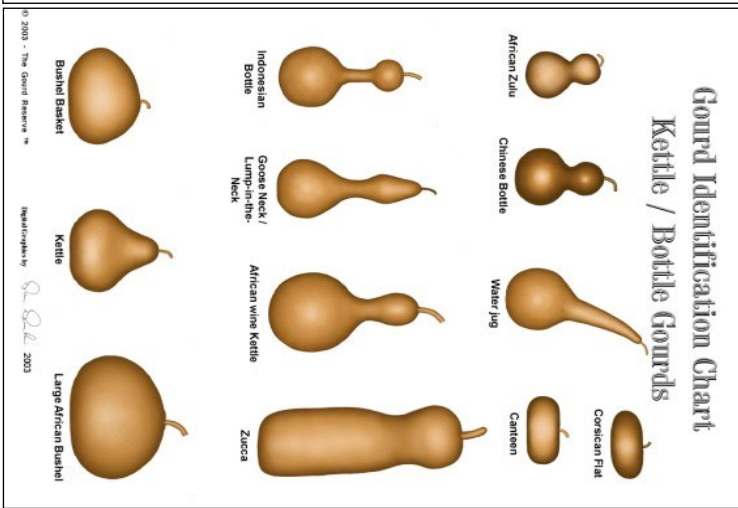 Gourd Identification Chart
Kettle / Bottle Gourds
African Zulu
Chinese Bottle
Water jug
Canteen
Corsican Flat
Indonesian
Bottle
Goose Neck /
Lump-in-the-
Neck
African wine Kettle
Zucca
Bushel Basket
Kettle
Large African Bushel
© 2003 - The Gourd Reserve ™
Digital Graphics by
2003